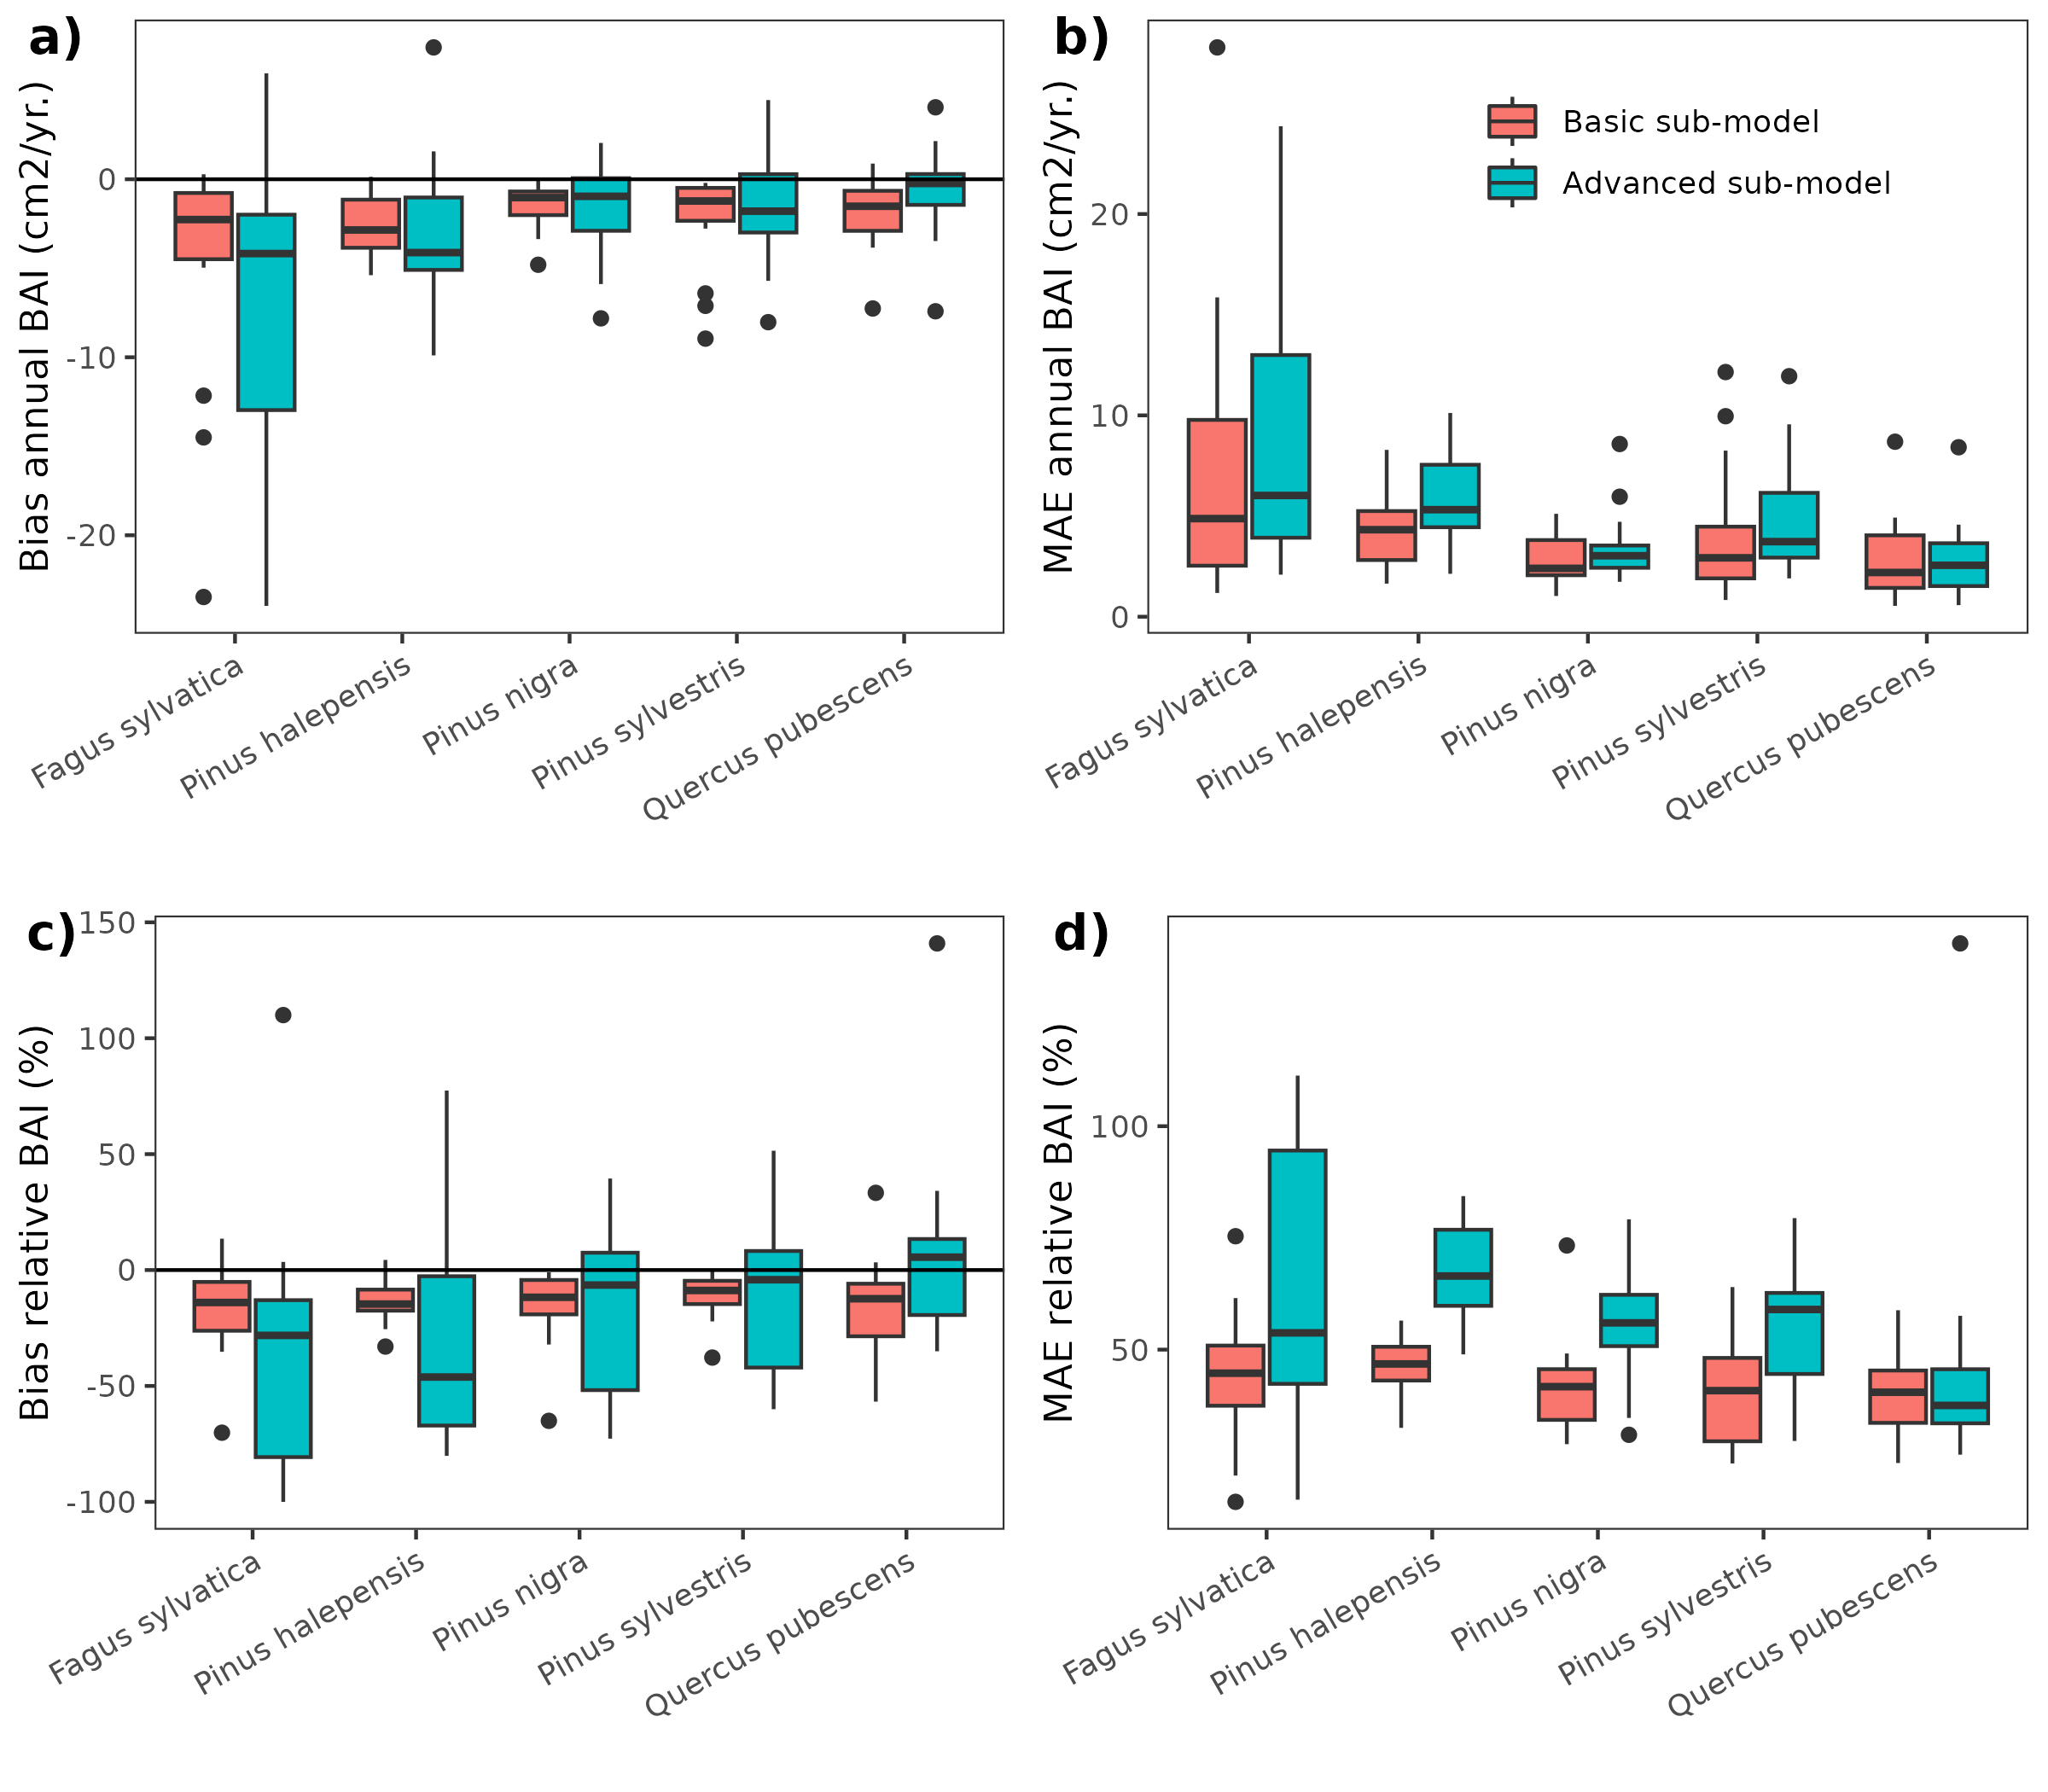 a)
Bias annual BAI (cm2/yr.)
0
-10
-20
Fagus sylvatica
Pinus halepensis
Pinus nigra
Pinus sylvestris
Quercus pubescens
b)
MAE annual BAI (cm2/yr.)
20
10
0
Basic sub-model
Advanced sub-model
Fagus sylvatica
Pinus halepensis
Pinus nigra
Pinus sylvestris
Quercus pubescens
c)
Bias relative BAI (%)
150
100
50
0
-50
-100
Fagus sylvatica
Pinus halepensis
Pinus nigra
Pinus sylvestris
Quercus pubescens
d)
MAE relative BAI (%)
100
50
Fagus sylvatica
Pinus halepensis
Pinus nigra
Pinus sylvestris
Quercus pubescens